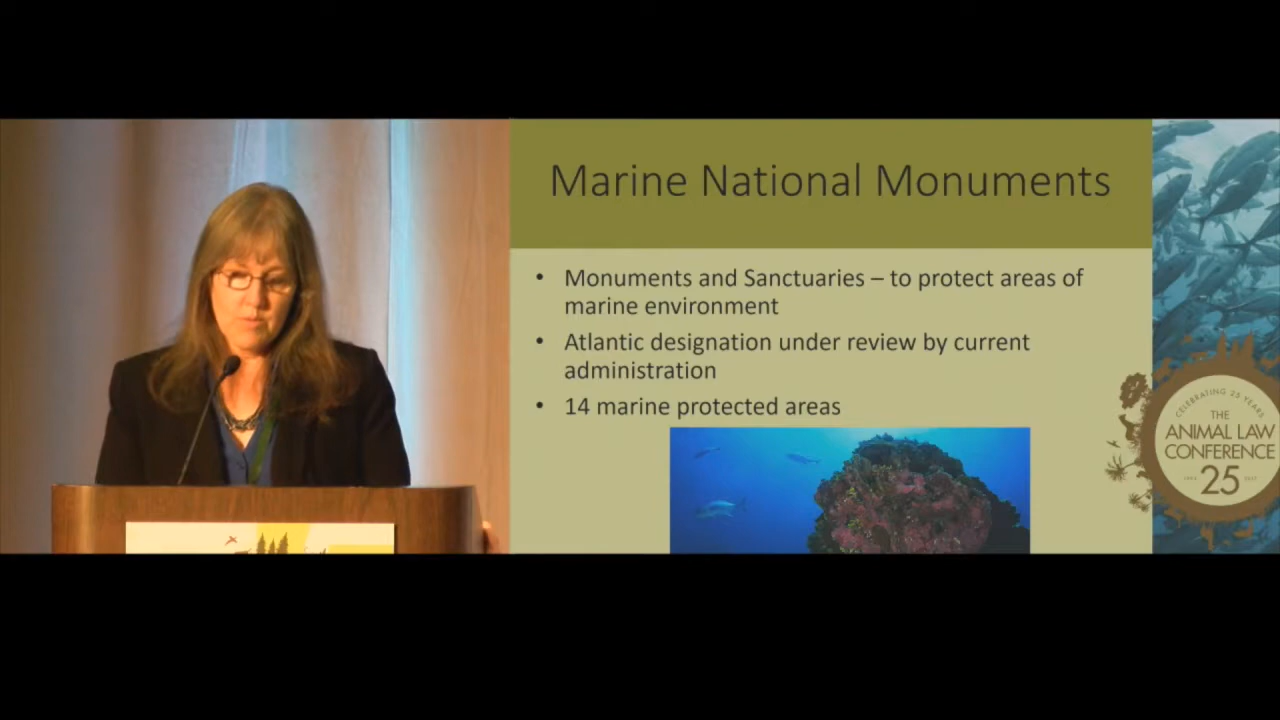 Marine National Monuments
• Monuments and Sanctuaries – to protect areas of
marine environment
• Atlantic designation under review by current
administration
• 14 marine protected areas
CELEBRATING 25 YEARS
THE
ANIMAL LAW
CONFERENCE
25